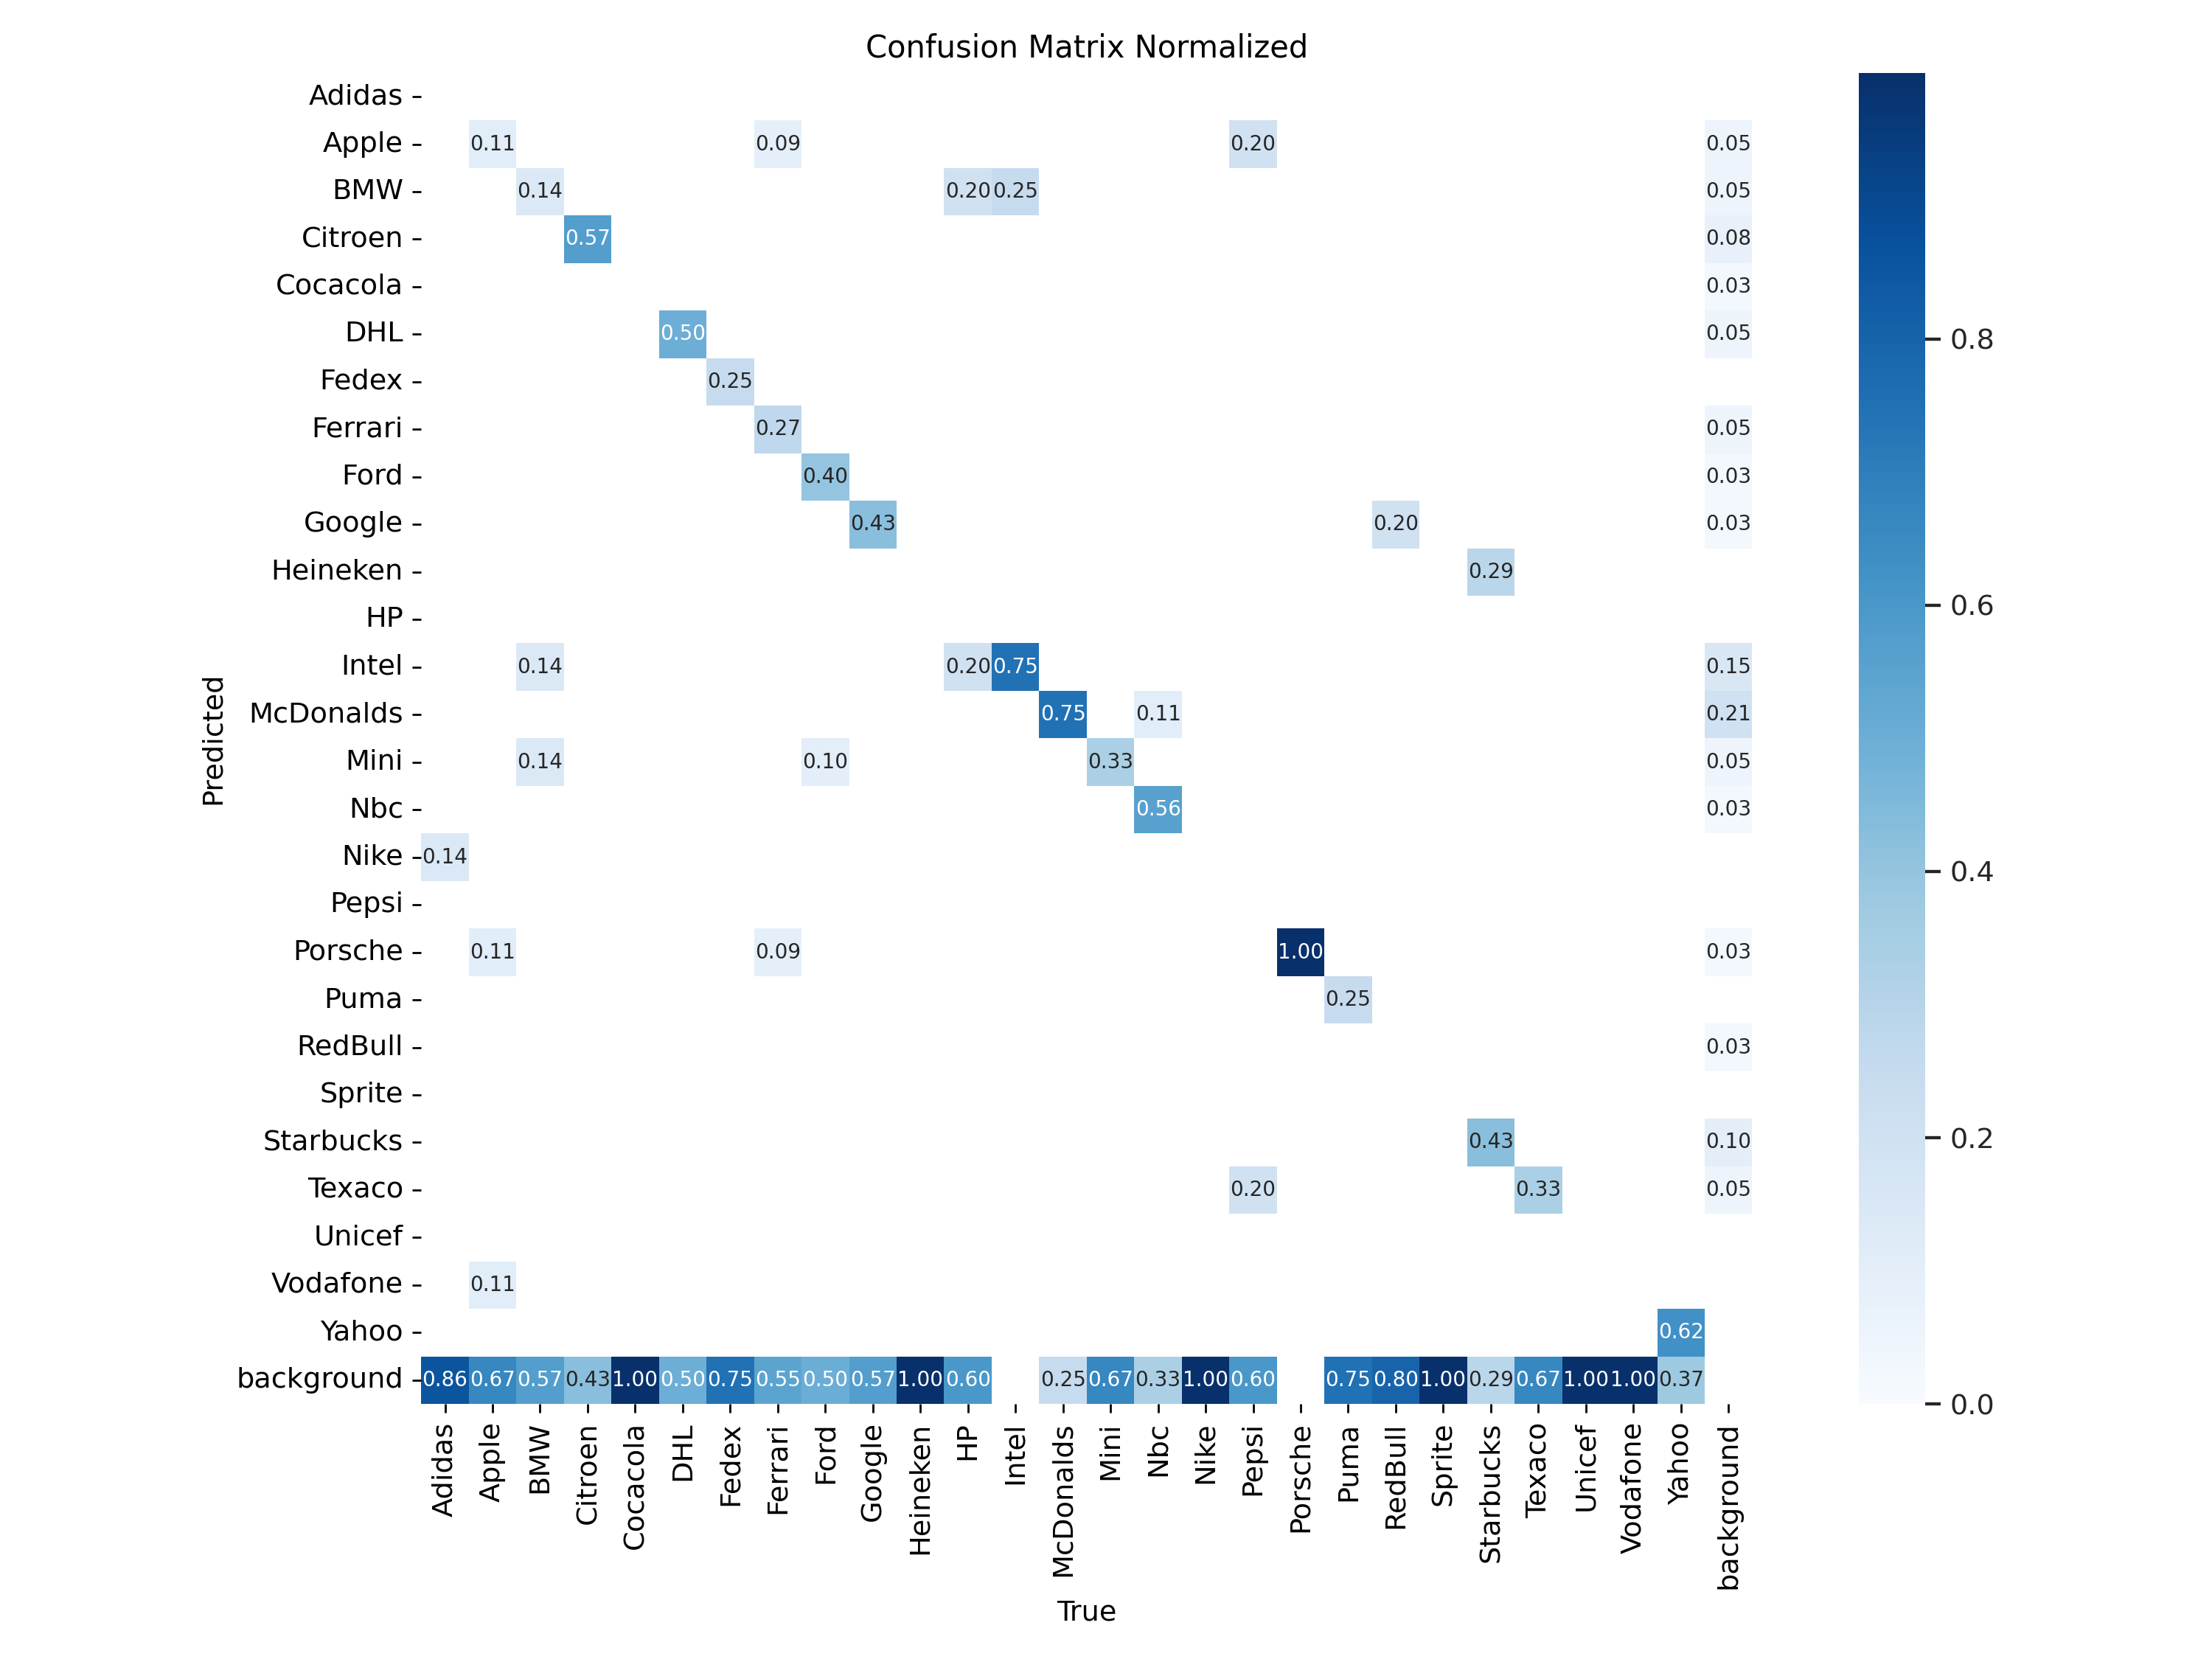 Confusion Matrix Normalized
Adidas
Apple 0.11 0.09 0.20 0.05
BMW 0.14 0.20 0.25 0.05
Citroen 0.57 0.08
Cocacola 0.03
DHL 0.50 0.05
Fedex 0.25
Ferrari 0.27 0.05
Ford 0.40 0.03
Google 0.43 0.20 0.03
Heineken 0.29
HP
Intel 0.14 0.20 0.75 0.15
McDonalds 0.75 0.11 0.21
Mini 0.14 0.10 0.33 0.05
Nbc 0.56 0.03
Nike 0.14
Pepsi
Porsche 0.11 0.09 1.00 0.03
Puma 0.25
RedBull 0.03
Sprite
Starbucks 0.43 0.10
Texaco 0.20 0.33 0.05
Unicef
Vodafone 0.11
Yahoo 0.62
background 0.86 0.67 0.57 0.43 1.00 0.50 0.75 0.55 0.50 0.57 1.00 0.60 0.25 0.67 0.33 1.00 0.60 0.75 0.80 1.00 0.29 0.67 1.00 1.00 0.37
Predicted
Adidas Apple BMW Citroen Cocacola DHL Fedex Ferrari Ford Google Heineken HP Intel McDonalds Mini Nbc Nike Pepsi Porsche Puma RedBull Sprite Starbucks Texaco Unicef Vodafone Yahoo background
True
0.8
0.6
0.4
0.2
0.0